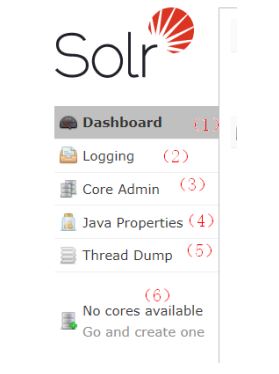 Solr
Dashboard (1)
Logging (2)
Core Admin (3)
Java Properties (4)
Thread Dump (5)
(6)
No cores available
Go and create one